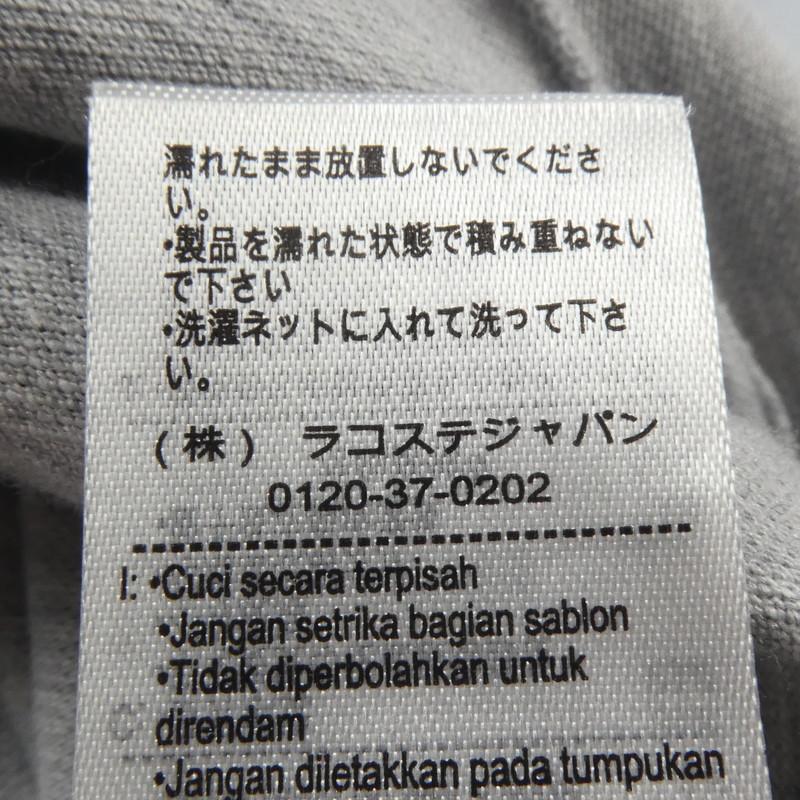 濡れたまま放置しないでくださ
い。
・製品を濡れた状態で積み重ねない
で下さい
・洗濯ネットに入れて洗って下さ
い。
(株) ラコステジャパン
0120-37-0202
I: •Cuci secara terpisah
•Jangan setrika bagian sablon
•Tidak diperbolahkan untuk
direndam
•Jangan diletakkan pada tumpukan